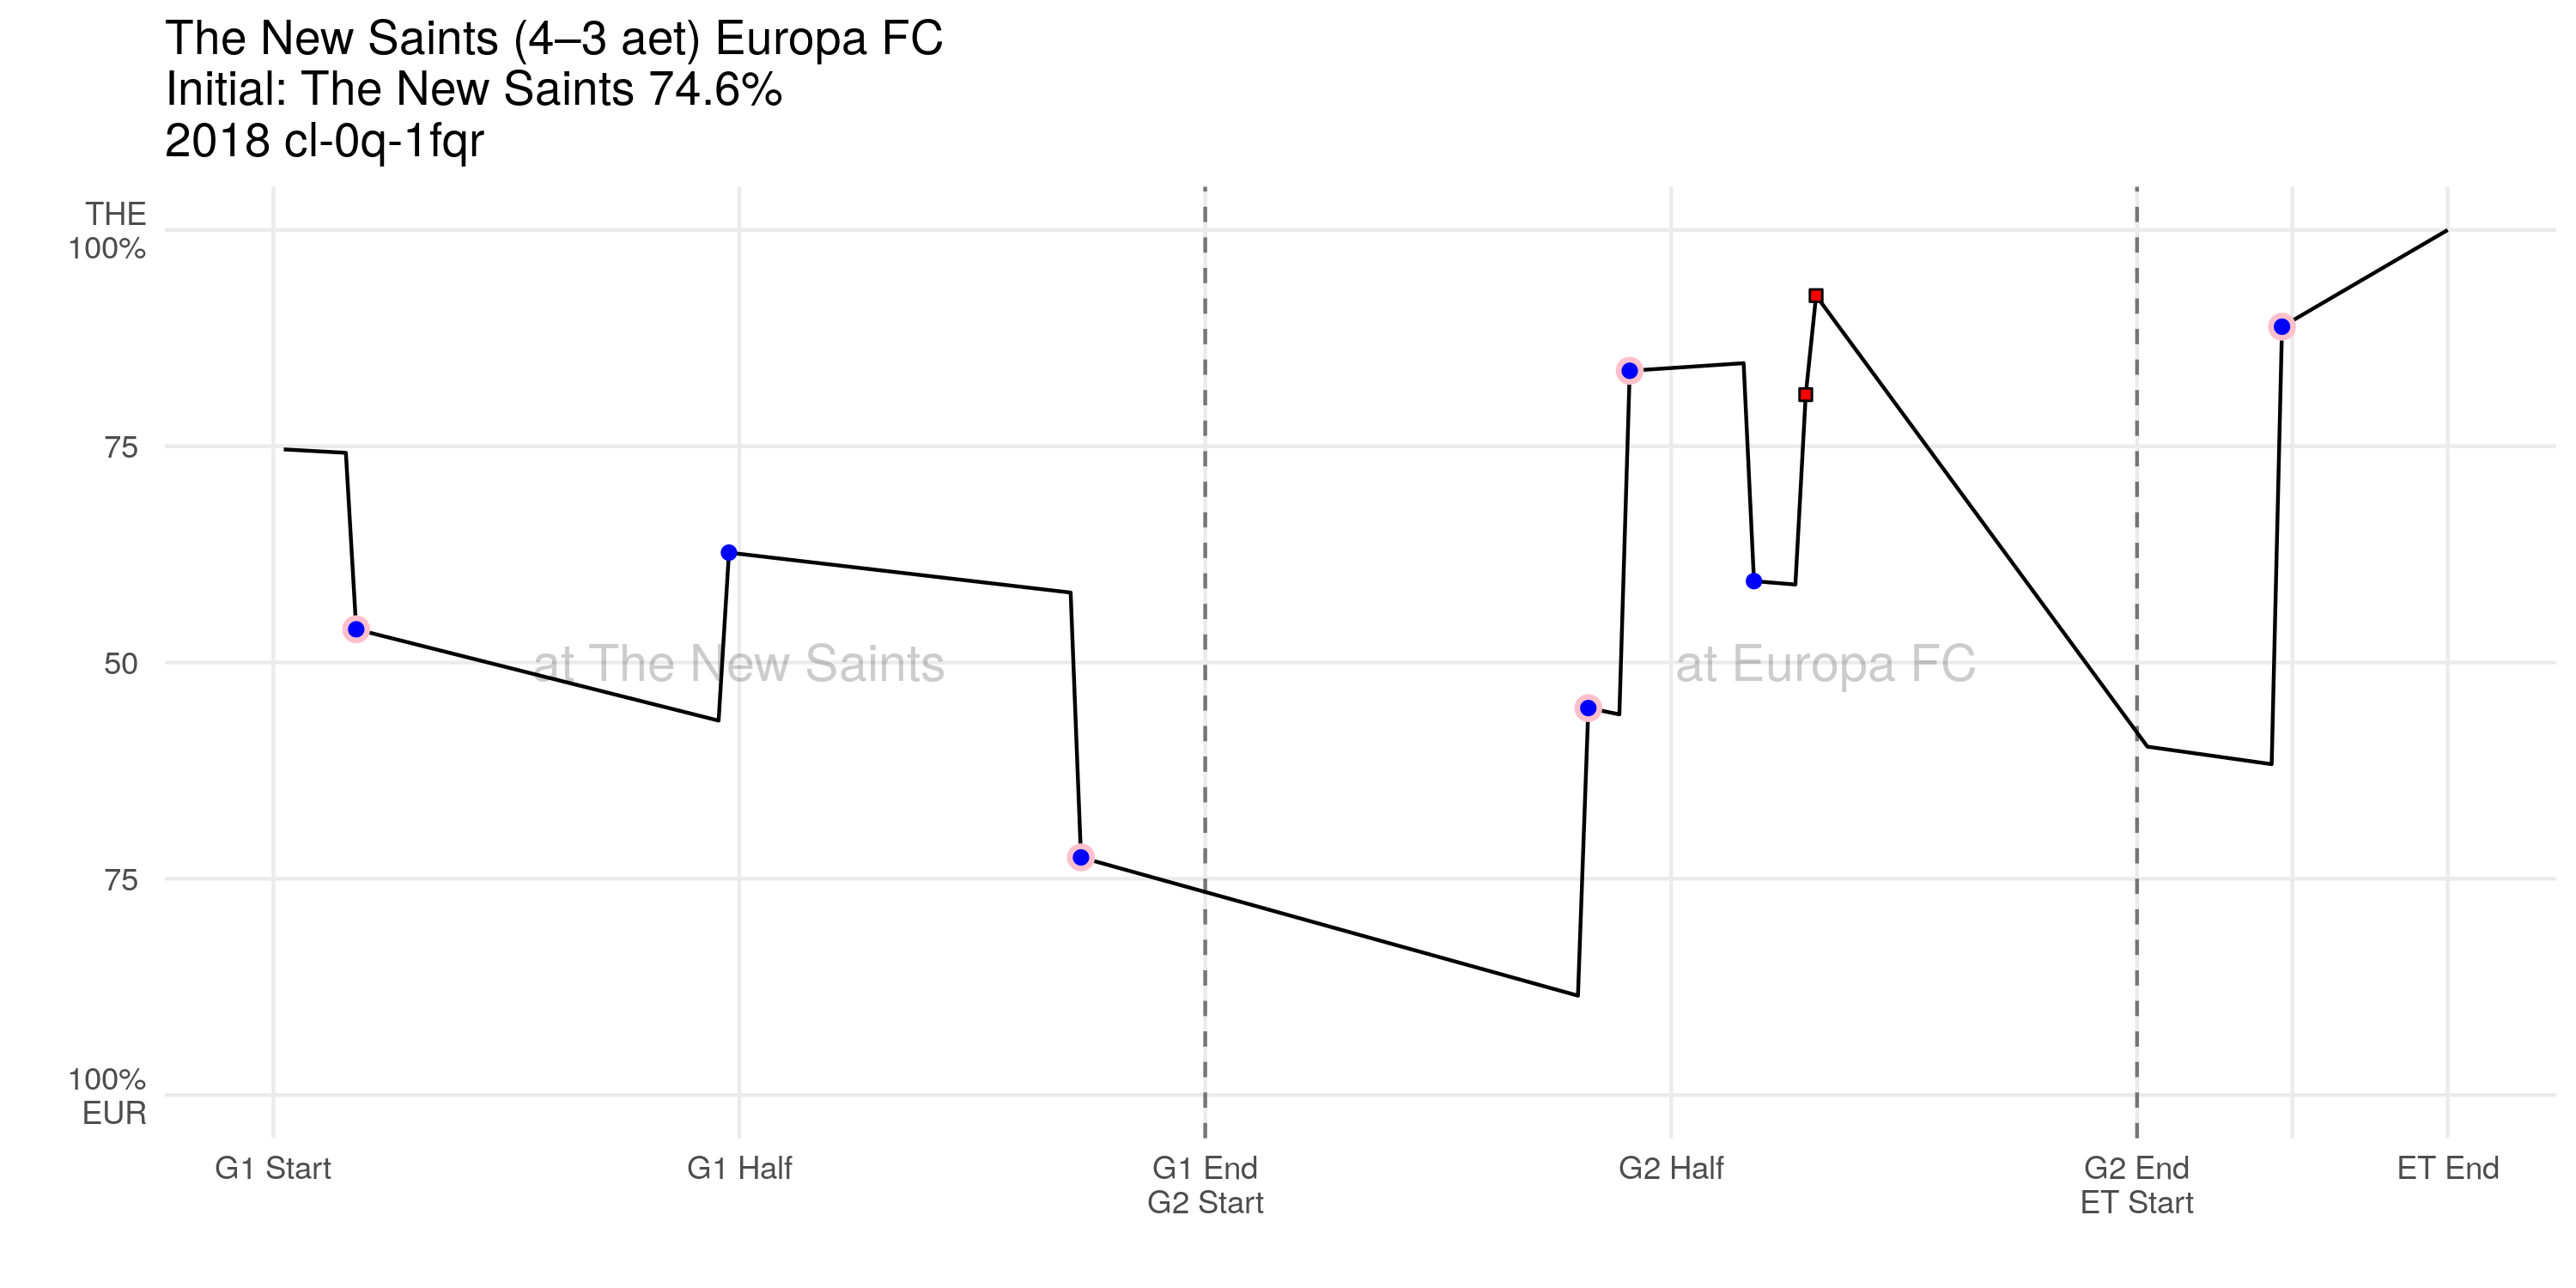 The New Saints (4–3 aet) Europa FC
Initial: The New Saints 74.6%
2018 cl-0q-1fqr
THE
100%
75
50
75
100%
EUR
at The New Saints
at Europa FC
G1 Start
G1 Half
G1 End
G2 Start
G2 Half
G2 End
ET Start
ET End